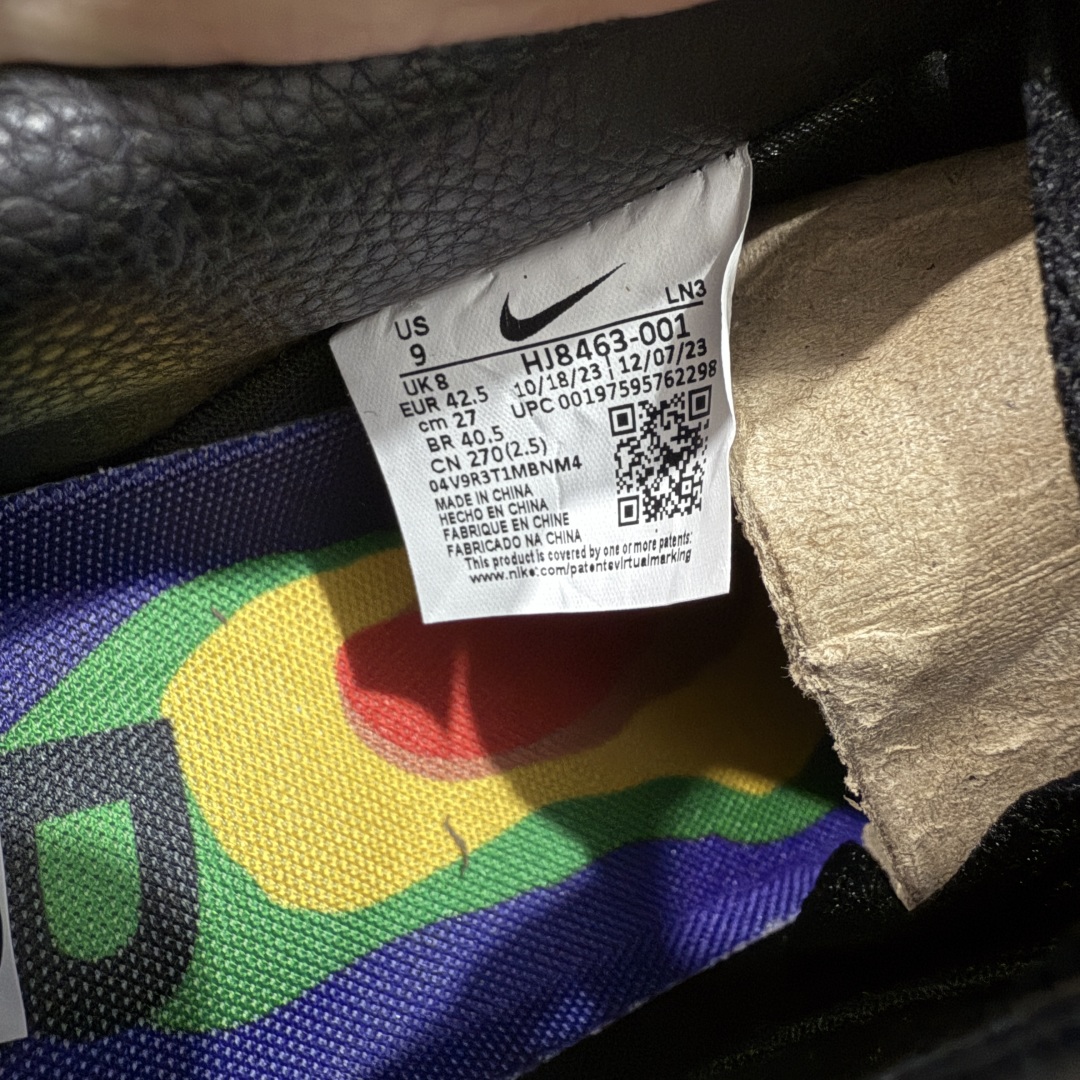 LN3
US
9
HJ8463-001
UK 8
10/18/23 | 12/07/23
EUR 42.5
UPC 00197595762298
cm 27
BR 40.5
CN 270(2.5)
04V9R3T1MBNM4
MADE IN CHINA
HECHO EN CHINA
FABRIQUE EN CHINE
FABRICADO NA CHINA
This product is covered by one or more patents:
www.nike.com/patentsvirtualmarking
D